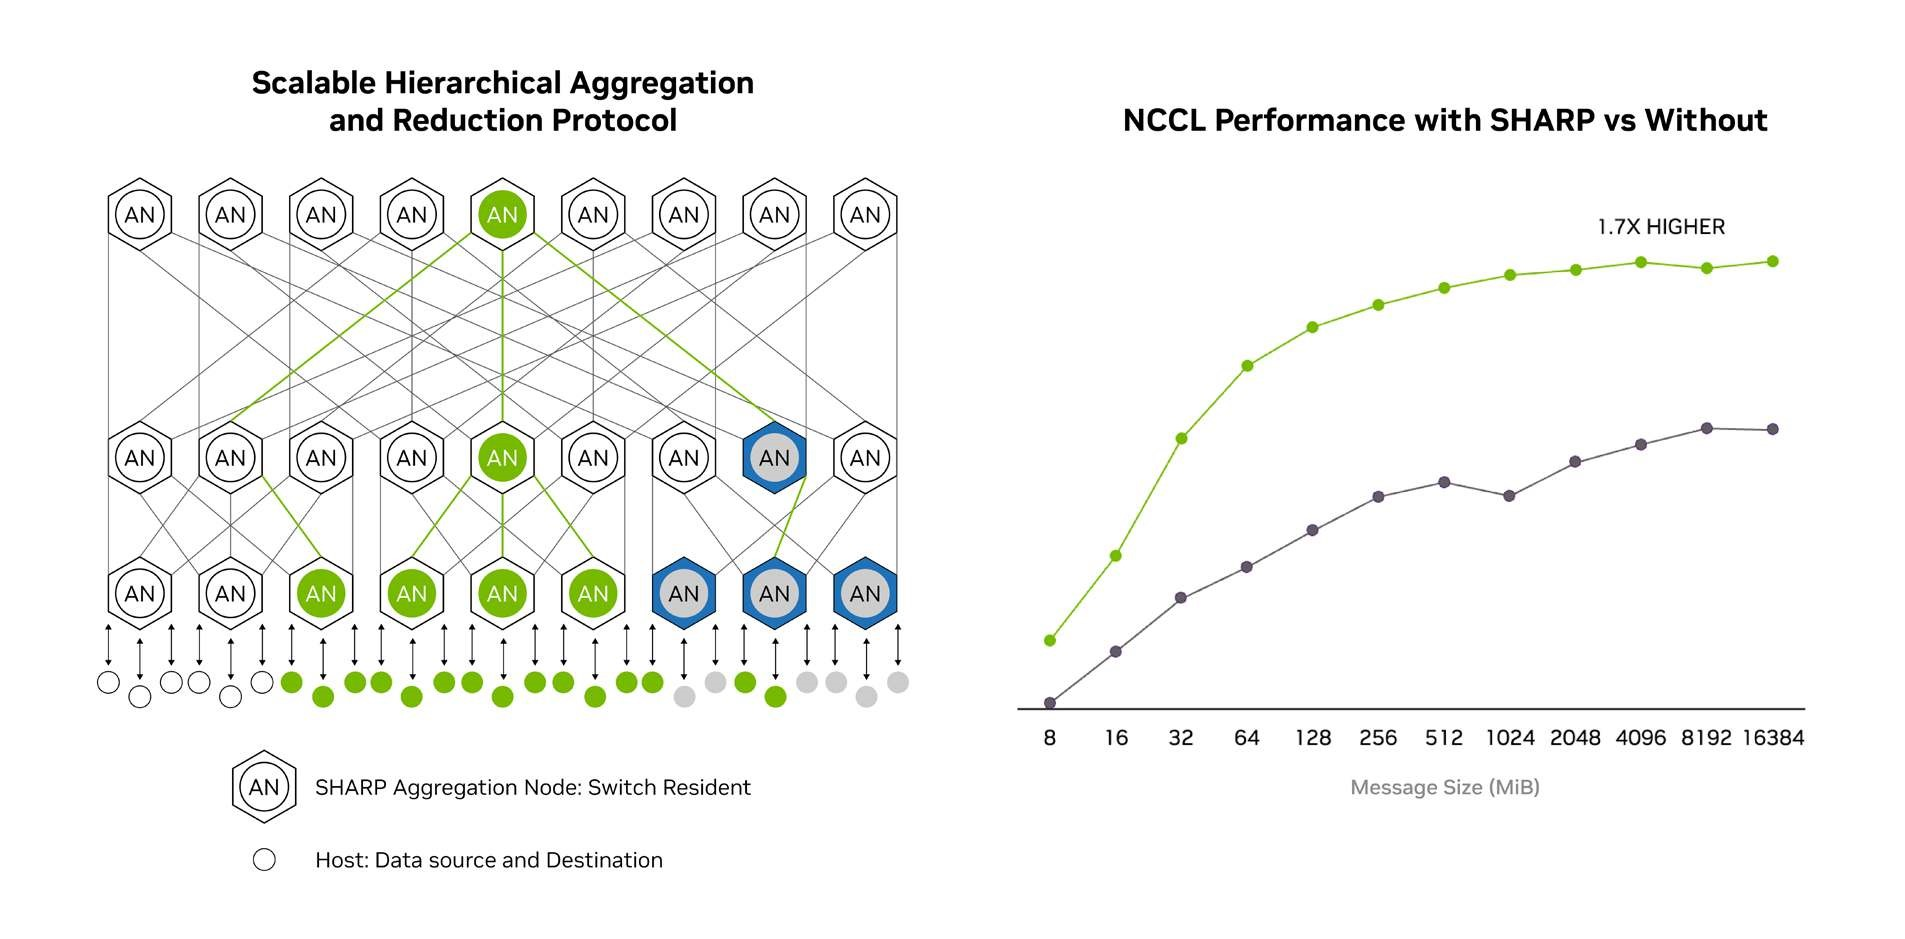 Scalable Hierarchical Aggregation
and Reduction Protocol
AN AN AN AN AN AN AN AN AN
AN AN AN AN AN AN AN AN AN
AN AN AN AN AN AN AN AN AN
AN SHARP Aggregation Node: Switch Resident
Host: Data source and Destination
NCCL Performance with SHARP vs Without
1.7X HIGHER
8 16 32 64 128 256 512 1024 2048 4096 8192 16384
Message Size (MiB)